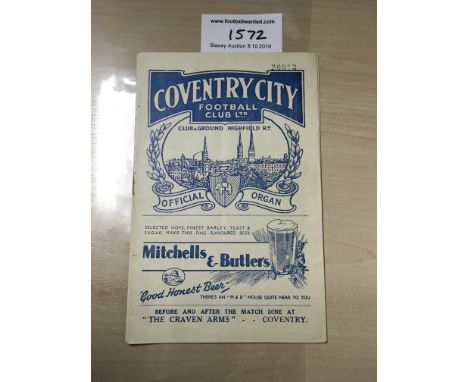 www.footballwanted.com
1572
Stacey Auction 3 10 2019
26913
COVENTRY CITY
FOOTBALL
CLUB LTD
CLUB & GROUND HIGHFIELD RD
OFFICIAL ORGAN
SELECTED HOPS, FINEST BARLEY, YEAST &
SUGAR MAKE THIS FINE FLAVOURED BEER
Mitchells & Butlers
"Good Honest Beer"
THERE'S AN "M & B" HOUSE QUITE NEAR TO YOU
BEFORE AND AFTER THE MATCH DINE AT
"THE CRAVEN ARMS" - - COVENTRY.